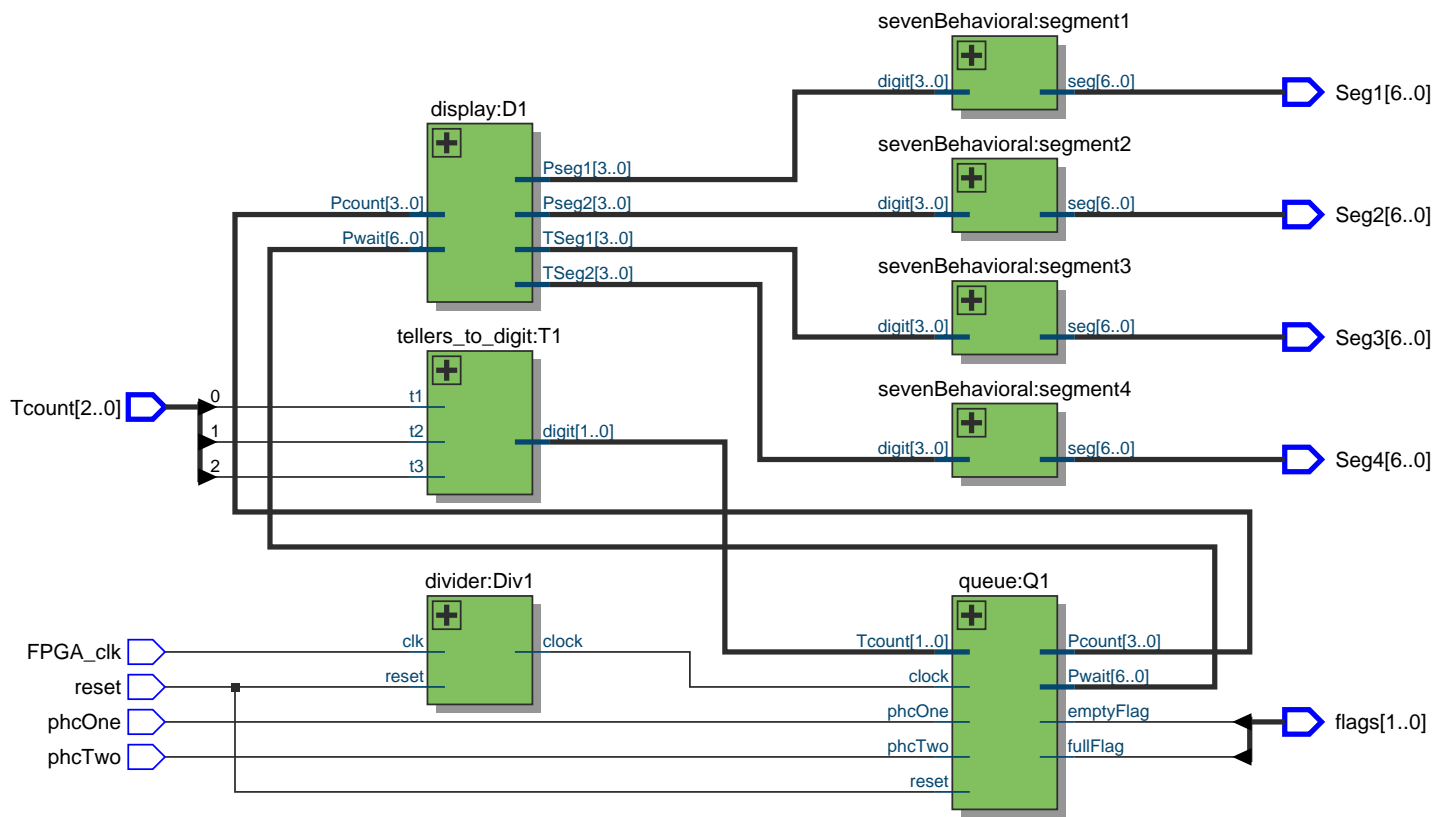 sevenBehavioral:segment1
digit[3..0]
seg[6..0]
Seg1[6..0]
display:D1
Pcount[3..0]
Pwait[6..0]
Pseg1[3..0]
Pseg2[3..0]
TSeg1[3..0]
TSeg2[3..0]
sevenBehavioral:segment2
digit[3..0]
seg[6..0]
Seg2[6..0]
sevenBehavioral:segment3
digit[3..0]
seg[6..0]
Seg3[6..0]
tellers_to_digit:T1
Tcount[2..0]
0
1
2
t1
t2
t3
digit[1..0]
sevenBehavioral:segment4
digit[3..0]
seg[6..0]
Seg4[6..0]
divider:Div1
FPGA_clk
reset
phcOne
phcTwo
clk
reset
clock
queue:Q1
Tcount[1..0]
clock
phcOne
phcTwo
reset
Pcount[3..0]
Pwait[6..0]
emptyFlag
fullFlag
flags[1..0]